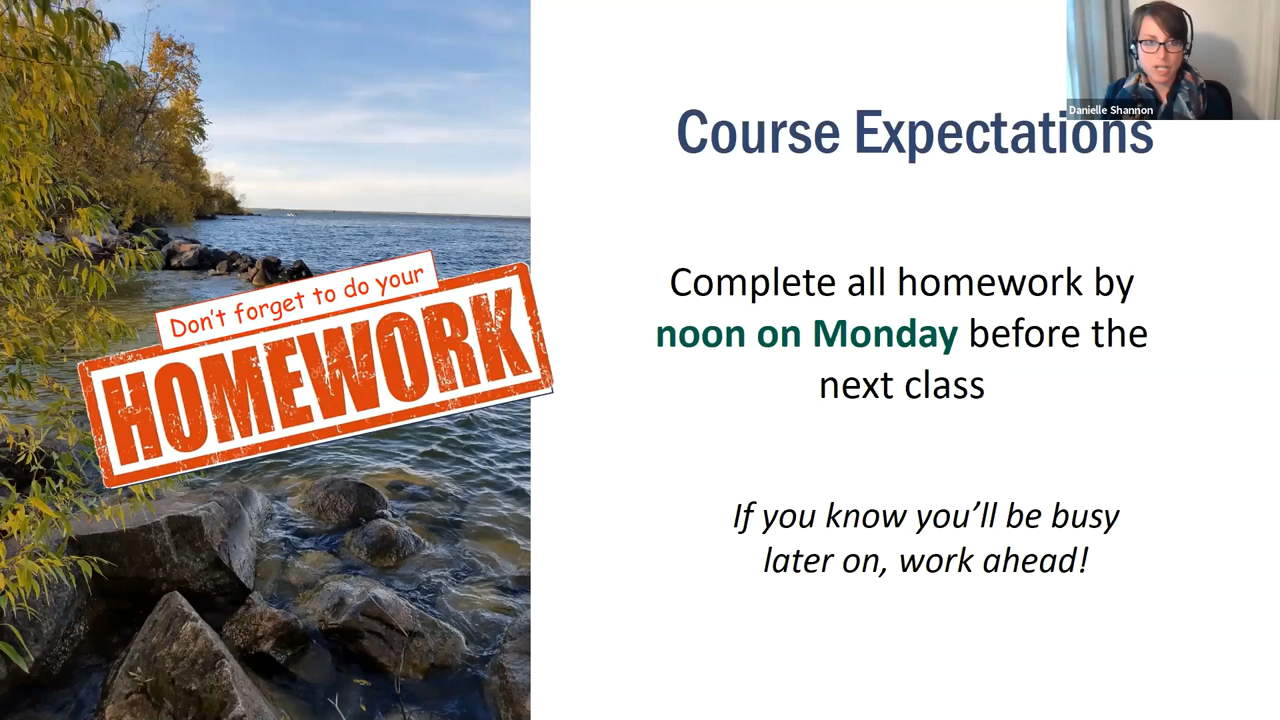 Danielle Shannon
Course Expectations
Don't forget to do your
HOMEWORK
Complete all homework by
noon on Monday before the
next class
If you know you'll be busy
later on, work ahead!